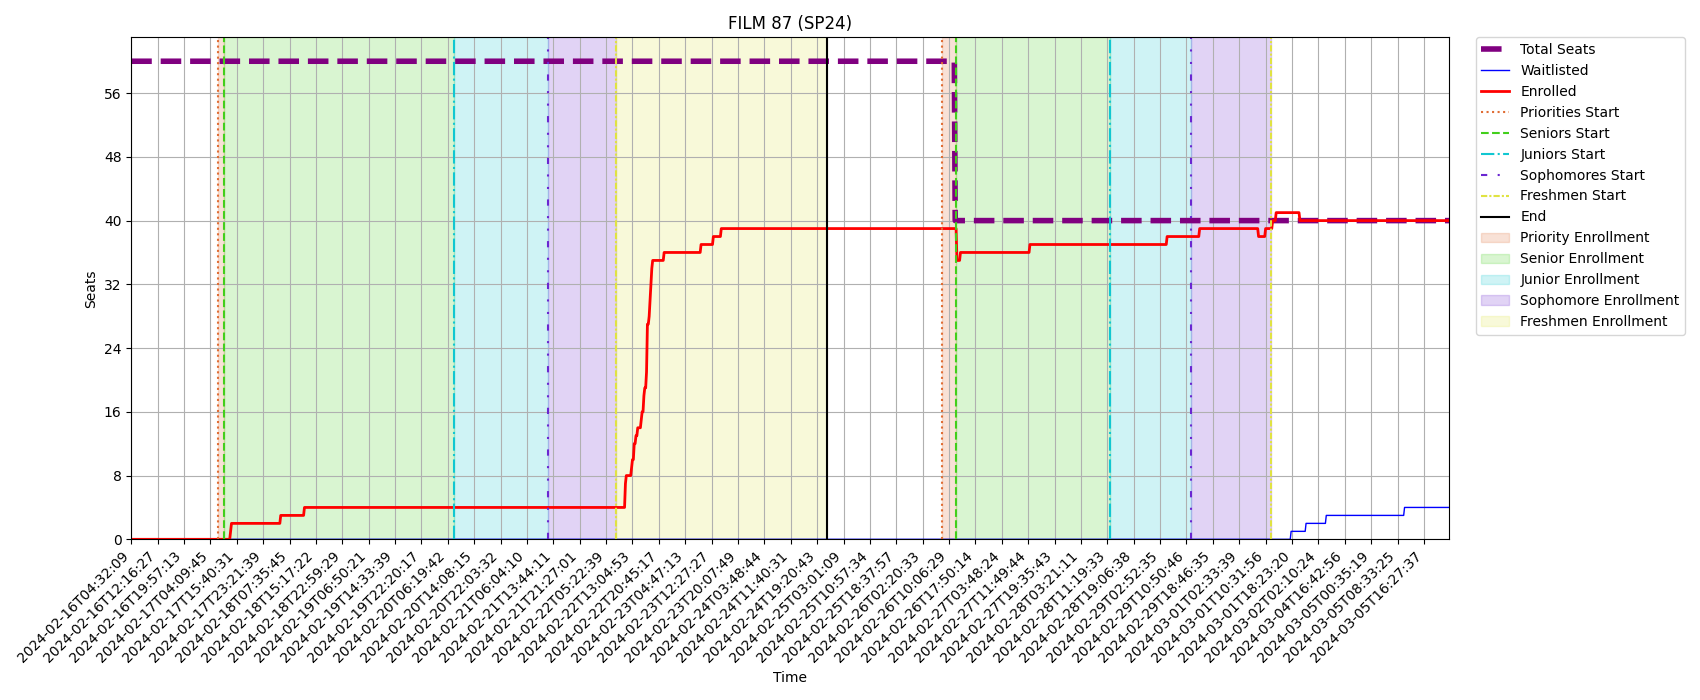 FILM 87 (SP24)
Seats
56
48
40
32
24
16
8
0
2024-02-16T04:32:09
2024-02-16T12:16:27
2024-02-16T19:57:13
2024-02-17T04:09:45
2024-02-17T15:40:31
2024-02-17T23:21:39
2024-02-18T07:35:45
2024-02-18T15:17:22
2024-02-18T22:59:29
2024-02-19T06:50:21
2024-02-19T14:33:39
2024-02-19T22:20:17
2024-02-20T06:19:42
2024-02-20T14:08:15
2024-02-20T22:03:32
2024-02-21T06:04:10
2024-02-21T13:44:11
2024-02-21T21:27:01
2024-02-22T05:22:39
2024-02-22T13:04:53
2024-02-22T20:45:17
2024-02-23T04:47:13
2024-02-23T12:27:27
2024-02-23T20:07:49
2024-02-24T03:48:44
2024-02-24T11:40:31
2024-02-24T19:20:43
2024-02-25T03:01:09
2024-02-25T10:57:34
2024-02-25T18:37:57
2024-02-26T02:20:33
2024-02-26T10:06:29
2024-02-26T17:50:14
2024-02-27T03:48:24
2024-02-27T11:49:44
2024-02-27T19:35:43
2024-02-28T03:21:11
2024-02-28T11:19:33
2024-02-28T19:06:38
2024-02-29T02:52:35
2024-02-29T10:50:46
2024-02-29T18:46:35
2024-03-01T02:33:39
2024-03-01T10:31:56
2024-03-01T18:23:20
2024-03-02T02:10:24
2024-03-04T16:42:56
2024-03-05T00:35:19
2024-03-05T08:33:25
2024-03-05T16:27:37
Time
Total Seats
Waitlisted
Enrolled
Priorities Start
Seniors Start
Juniors Start
Sophomores Start
Freshmen Start
End
Priority Enrollment
Senior Enrollment
Junior Enrollment
Sophomore Enrollment
Freshmen Enrollment